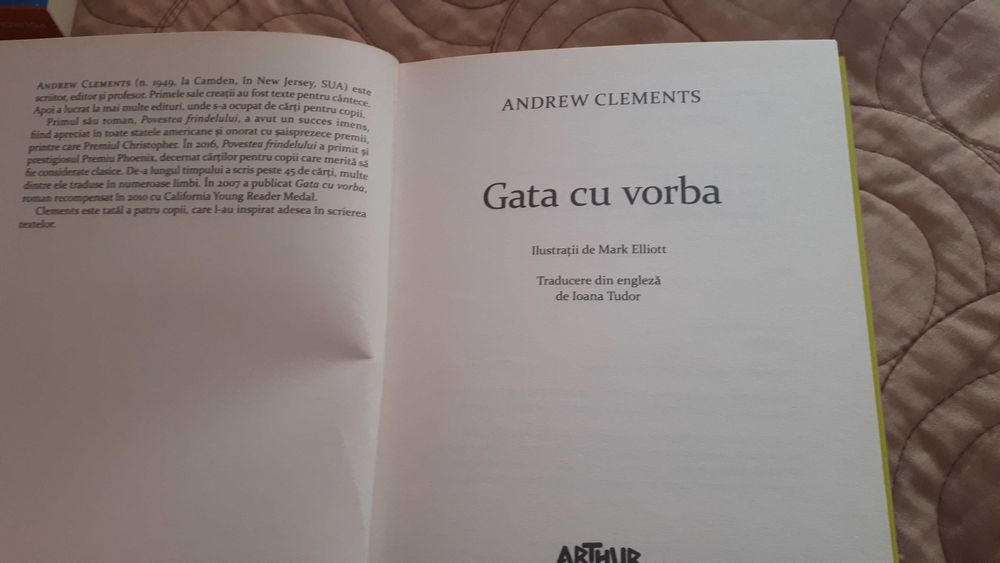 ANDREW CLEMENTS (n. 1949, la Camden, în New Jersey, SUA) este
scriitor, editor și profesor. Primele sale creații au fost texte pentru cântece.
Apoi a lucrat la mai multe edituri, unde s-a ocupat de cărți pentru copii.
Primul său roman, Povestea frindelului, a avut un succes imens,
fiind apreciat în toate statele americane și onorat cu șaisprezece premii,
printre care Premiul Christopher. În 2016, Povestea frindelului a primit și
prestigiosul Premiu Phoenix, decernat cărților pentru copii care merită să
fie considerate clasice. De-a lungul timpului a scris peste 45 de cărți, multe
dintre ele traduse în numeroase limbi. În 2007 a publicat Gata cu vorba,
roman recompensat în 2010 cu California Young Reader Medal.
Clements este tatăl a patru copii, care l-au inspirat adesea în scrierea
textelor.
ANDREW CLEMENTS
Gata cu vorba
Ilustrații de Mark Elliott
Traducere din engleză
de Ioana Tudor
ARTHUR